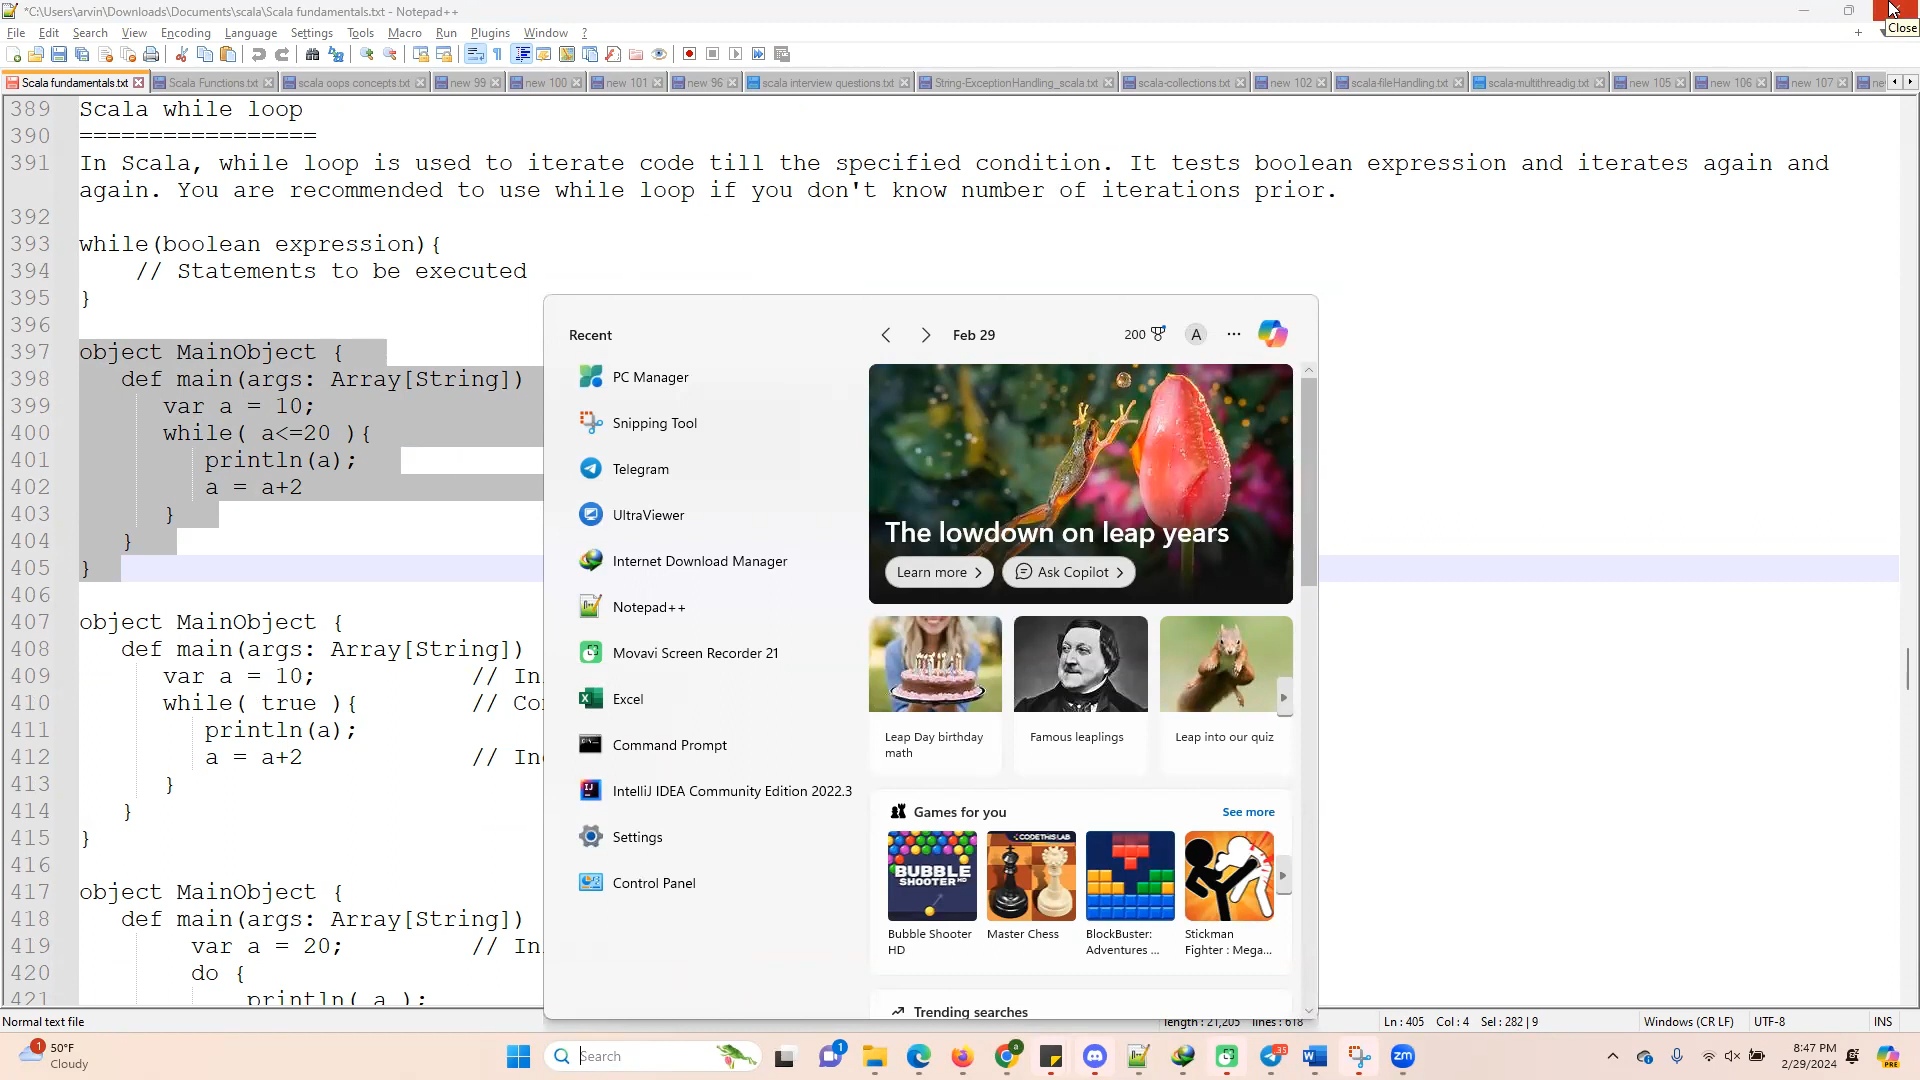 *C:\Users\arvin\Downloads\Documents\scala\Scala fundamentals.txt - Notepad++
Close
File Edit Search View Encoding Language Settings Tools Macro Run Plugins Window ?
Scala fundamentals.txt Scala Functions.txt scala oops concepts.txt new 99 new 100 new 101 new 96 scala interview questions.txt String-ExceptionHandling_scala.txt scala-collections.txt new 102 scala-fileHandling.txt scala-multithreadig.txt new 105 new 106 new 107 ne
389 Scala while loop
390 =================
391 In Scala, while loop is used to iterate code till the specified condition. It tests boolean expression and iterates again and
again. You are recommended to use while loop if you don't know number of iterations prior.
392
393 while(boolean expression){
394 // Statements to be executed
395 }
396
397 object MainObject {
398 def main(args: Array[String])
399 var a = 10;
400 while( a<=20 ){
401 println(a);
402 a = a+2
403 }
404 }
405 }
406
407 object MainObject {
408 def main(args: Array[String])
409 var a = 10; // In
410 while( true ){ // Co
411 println(a);
412 a = a+2 // In
413 }
414 }
415 }
416
417 object MainObject {
418 def main(args: Array[String])
419 var a = 20; // In
420 do {
421 println( a );
Recent
PC Manager
Snipping Tool
Telegram
UltraViewer
Internet Download Manager
Notepad++
Movavi Screen Recorder 21
Excel
Command Prompt
IntelliJ IDEA Community Edition 2022.3
Settings
Control Panel
Feb 29
200
A
The lowdown on leap years
Learn more
Ask Copilot
Leap Day birthday
math
Famous leaplings
Leap into our quiz
Games for you
See more
BUBBLE
SHOOTER HD
CODETHISLAB
Bubble Shooter
HD
Master Chess
BlockBuster:
Adventures ...
Stickman
Fighter : Mega...
Trending searches
Normal text file
length : 21,205 lines : 618
Ln : 405 Col : 4 Sel : 282 | 9
Windows (CR LF)
UTF-8
INS
1
50°F
Cloudy
Search
1
a
35
zm
8:47 PM
2/29/2024
PRE